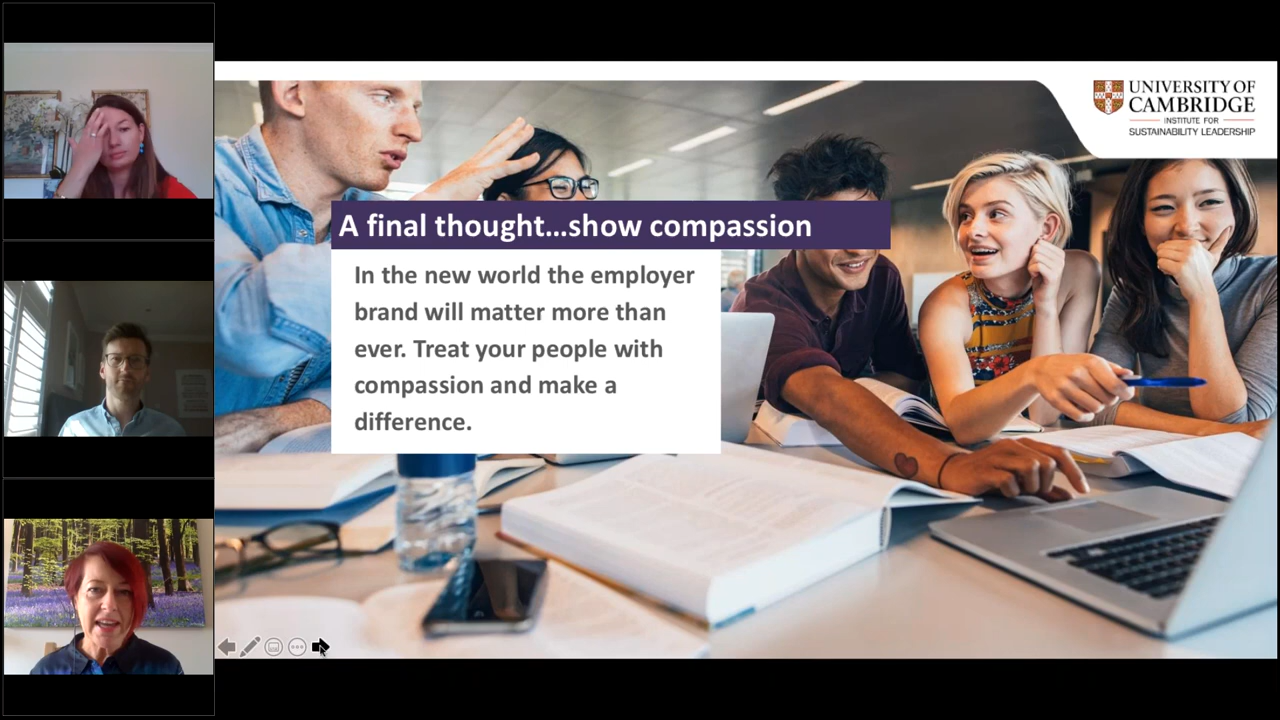 UNIVERSITY OF
CAMBRIDGE
INSTITUTE FOR
SUSTAINABILITY LEADERSHIP
A final thought...show compassion
In the new world the employer
brand will matter more than
ever. Treat your people with
compassion and make a
difference.